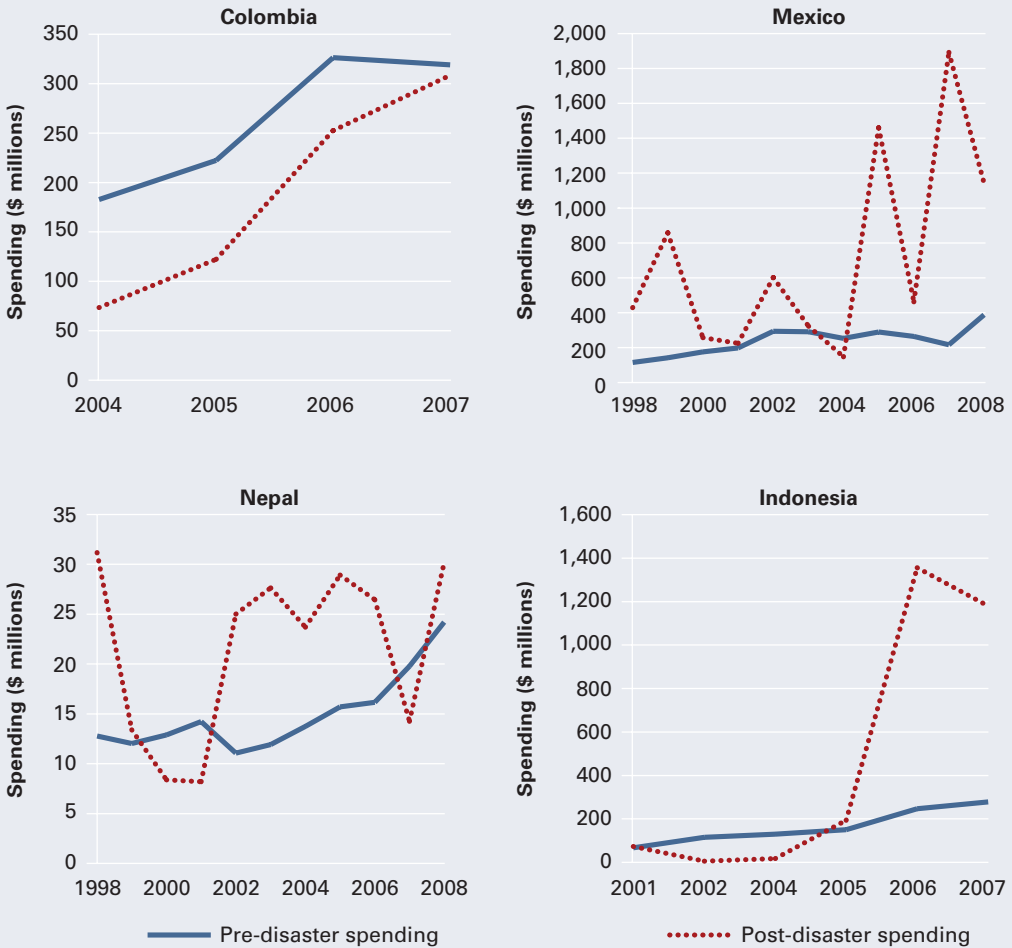 Colombia
Spending ($ millions)
350
300
250
200
150
100
50
0
2004 2005 2006 2007
Mexico
Spending ($ millions)
2,000
1,800
1,600
1,400
1,200
1,000
800
600
400
200
0
1998 2000 2002 2004 2006 2008
Nepal
Spending ($ millions)
35
30
25
20
15
10
5
0
1998 2000 2002 2004 2006 2008
Indonesia
Spending ($ millions)
1,600
1,400
1,200
1,000
800
600
400
200
0
2001 2002 2004 2005 2006 2007
Pre-disaster spending
Post-disaster spending